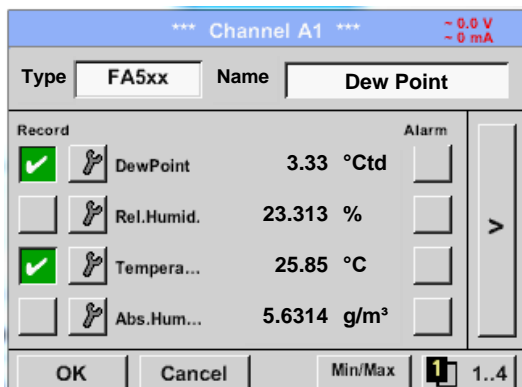 *** Channel A1 *** ~ 0.0 V
~ 0 mA
Type FA5xx Name Dew Point
Record Alarm
DewPoint 3.33 °Ctd
Rel.Humid. 23.313 %
>
Tempera... 25.85 °C
Abs.Hum... 5.6314 g/m³
OK Cancel Min/Max 1 1..4